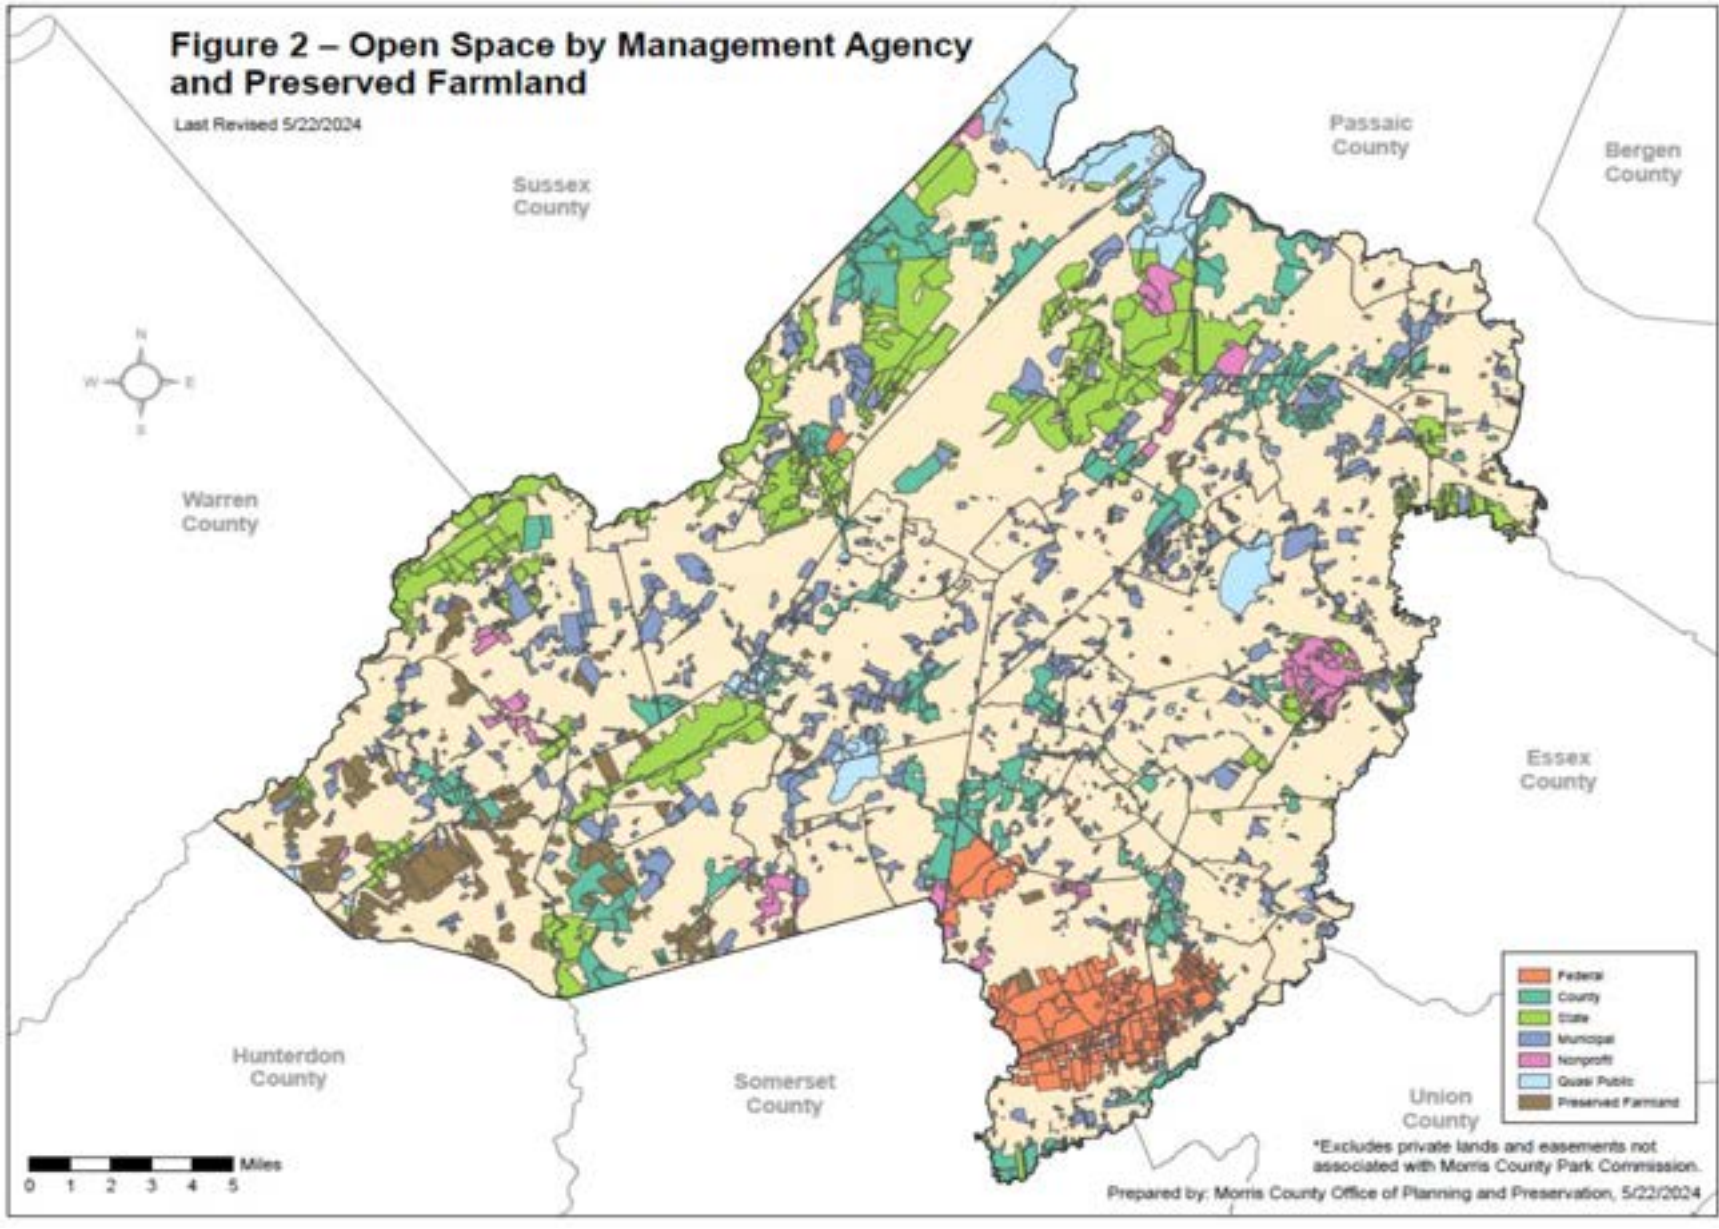 Figure 2 – Open Space by Management Agency
and Preserved Farmland
Last Revised 5/22/2024
Sussex
County
Passaic
County
Bergen
County
N
W
E
S
Warren
County
Essex
County
Hunterdon
County
Somerset
County
Union
County
Federal
County
State
Municipal
Nonprofit
Quasi Public
Preserved Farmland
Miles
0 1 2 3 4 5
*Excludes private lands and easements not
associated with Morris County Park Commission.
Prepared by: Morris County Office of Planning and Preservation, 5/22/2024